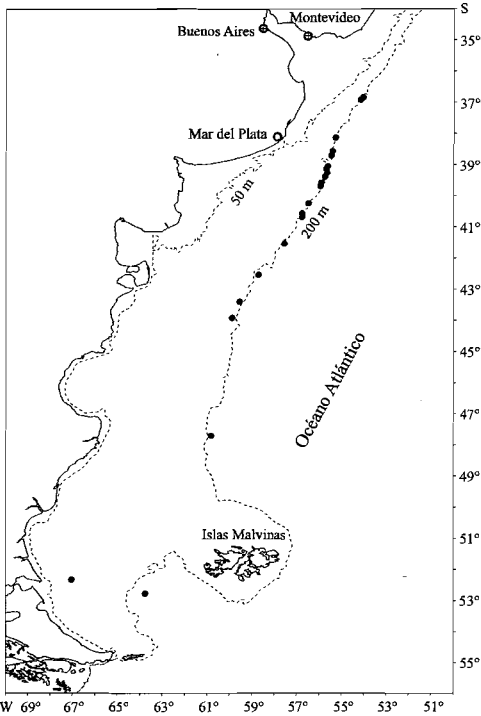 S
Montevideo
Buenos Aires
35°
37°
Mar del Plata
39°
50 m
200 m
41°
43°
45°
Océano Atlántico
47°
49°
Islas Malvinas
51°
53°
55°
W 69° 67° 65° 63° 61° 59° 57° 55° 53° 51°